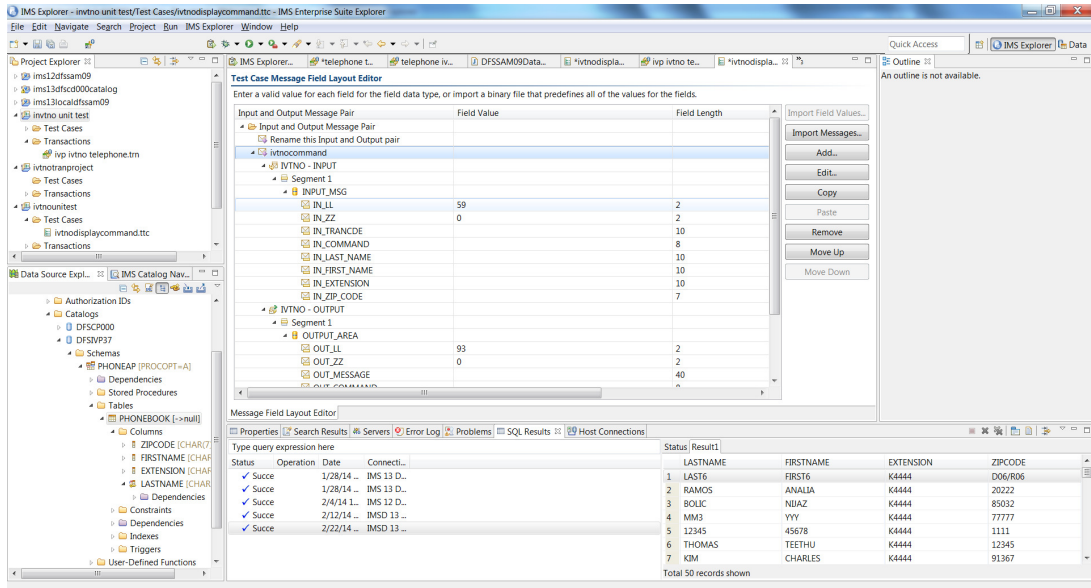 IMS Explorer - invtno unit test/Test Cases/ivtnodisplaycommand.ttc - IMS Enterprise Suite Explorer
File Edit Navigate Search Project Run IMS Explorer Window Help
Quick Access
IMS Explorer
Data
Project Explorer
ims12dfssam09
ims13dfscd000catalog
ims13localdfssam09
invtno unit test
Test Cases
Transactions
ivp ivtno telephone.trn
ivtnotranproject
Test Cases
Transactions
ivtnounitest
Test Cases
ivtnodisplaycommand.ttc
Transactions
Data Source Expl...
IMS Catalog Nav...
Authorization IDs
Catalogs
DFSCP000
DFSIVP37
Schemas
PHONEAP [PROCOPT=A]
Dependencies
Stored Procedures
Tables
PHONEBOOK [->null]
Columns
ZIPCODE [CHAR(7
FIRSTNAME [CHAF
EXTENSION [CHAF
LASTNAME [CHAR
Dependencies
Constraints
Dependencies
Indexes
Triggers
User-Defined Functions
IMS Explorer...
*telephone t...
telephone iv...
DFSSAM09Data...
*ivtnodispla...
ivp ivtno te...
*ivtnodispla...
Test Case Message Field Layout Editor
Enter a valid value for each field for the field data type, or import a binary file that predefines all of the values for the fields.
Input and Output Message Pair Field Value Field Length
Input and Output Message Pair
Rename this Input and Output pair
ivtnocommand
IVTNO - INPUT
Segment 1
INPUT_MSG
IN_LL 59 2
IN_ZZ 0 2
IN_TRANCDE 10
IN_COMMAND 8
IN_LAST_NAME 10
IN_FIRST_NAME 10
IN_EXTENSION 10
IN_ZIP_CODE 7
IVTNO - OUTPUT
Segment 1
OUTPUT_AREA
OUT_LL 93 2
OUT_ZZ 0 2
OUT_MESSAGE 40
Import Field Values...
Import Messages...
Add...
Edit...
Copy
Paste
Remove
Move Up
Move Down
Message Field Layout Editor
Outline
An outline is not available.
Properties Search Results Servers Error Log Problems SQL Results Host Connections
Type query expression here
Status Operation Date Connecti...
Succe 1/28/14 ... IMS 13 D...
Succe 1/28/14 ... IMS 13 D...
Succe 2/4/14 1... IMS 12 D...
Succe 2/12/14 ... IMSD 13 ...
Succe 2/22/14 ... IMSD 13 ...
Status Result1
LASTNAME FIRSTNAME EXTENSION ZIPCODE
1 LAST6 FIRST6 K4444 D06/R06
2 RAMOS ANALIA K4444 20222
3 BOLIC NIJAZ K4444 85032
4 MM3 YYY K4444 77777
5 12345 45678 K4444 1111
6 THOMAS TEETHU K4444 12345
7 KIM CHARLES K4444 91367
Total 50 records shown